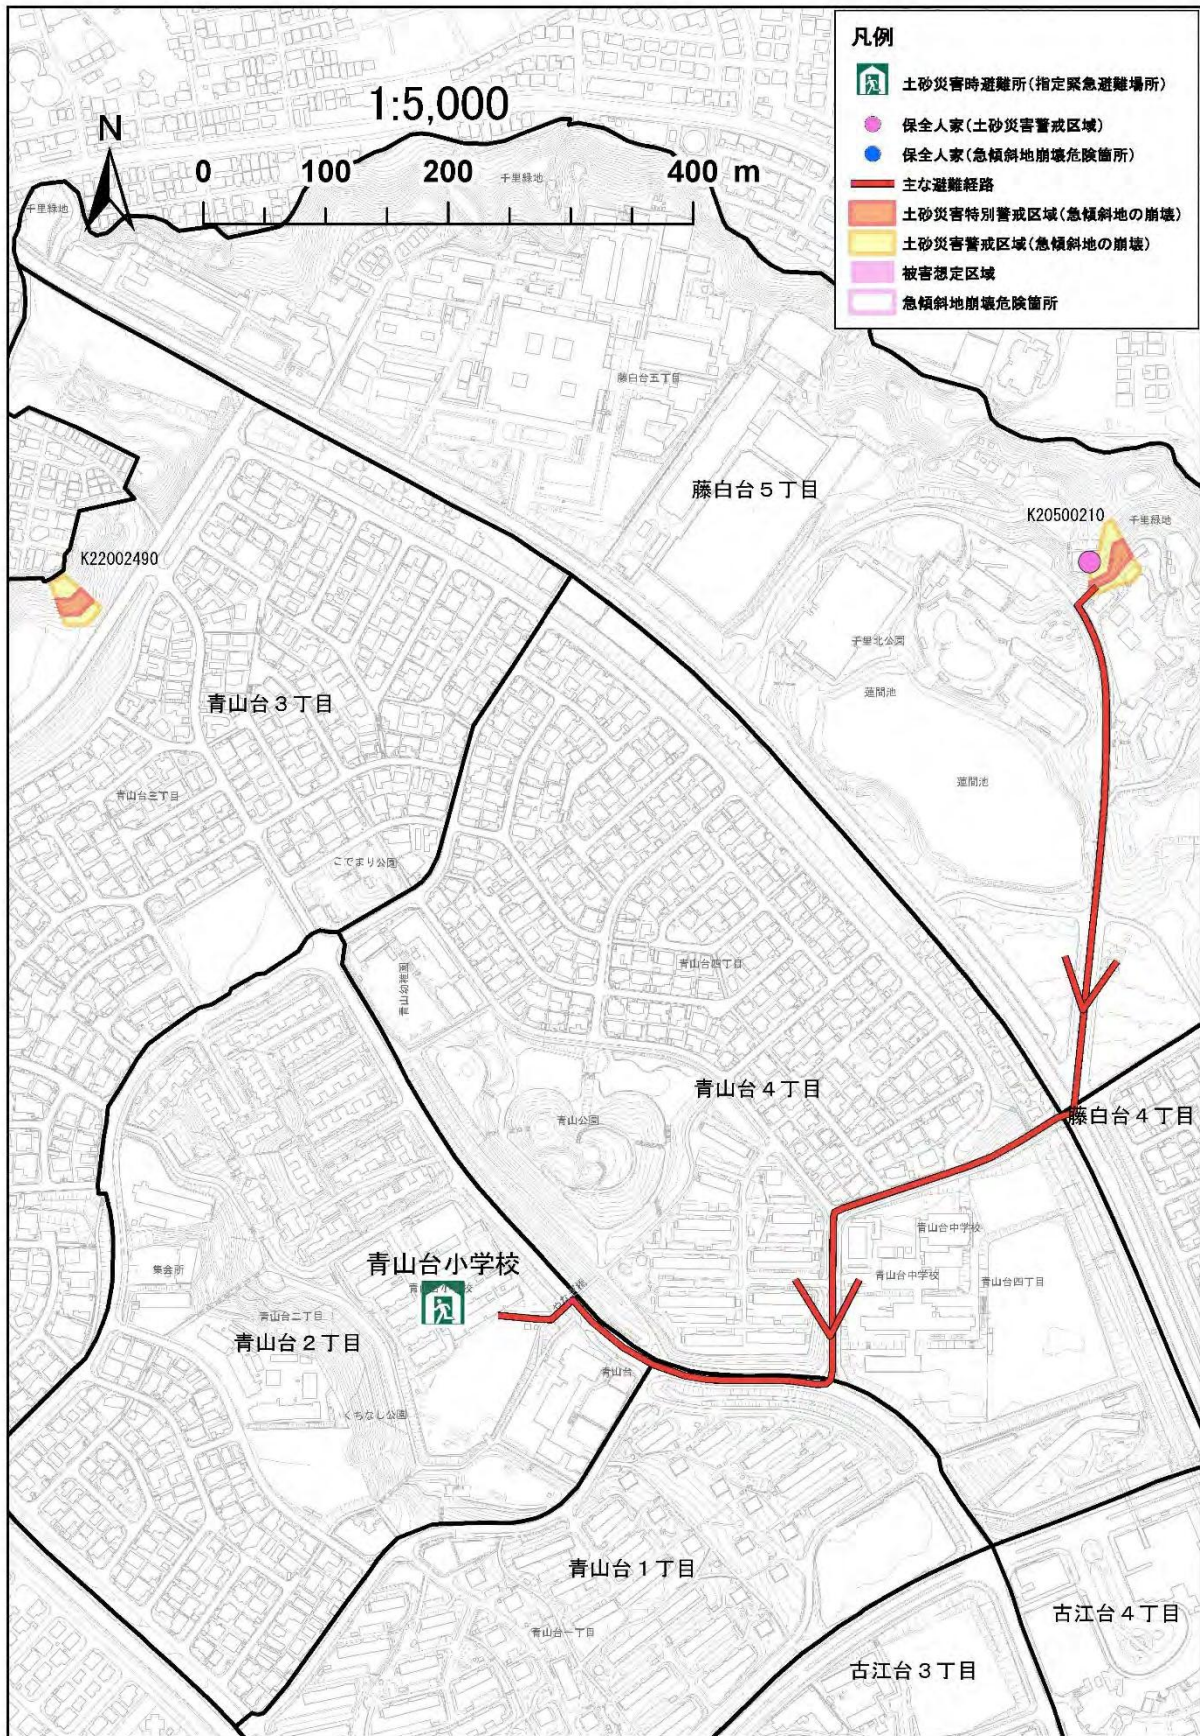 凡例
土砂災害時避難所(指定緊急避難場所)
保全人家(土砂災害警戒区域)
保全人家(急傾斜地崩壊危険箇所)
主な避難経路
土砂災害特別警戒区域(急傾斜地の崩壊)
土砂災害警戒区域(急傾斜地の崩壊)
被害想定区域
急傾斜地崩壊危険箇所
1:5,000
N
0 100 200 400 m
千里緑地
千里緑地
藤白台五丁目
藤白台5丁目
K20500210
千里緑地
K22002490
千里北公園
蓮間池
青山台3丁目
蓮間池
青山台三丁目
こでまり公園
青山台四丁目
青山幼稚園
青山台4丁目
青山公園
藤白台4丁目
青山台中学校
青山台小学校
集会所
青山台中学校
青山台四丁目
青山台二丁目
青山台2丁目
青山台
くちなし公園
青山台1丁目
古江台4丁目
青山台一丁目
古江台3丁目